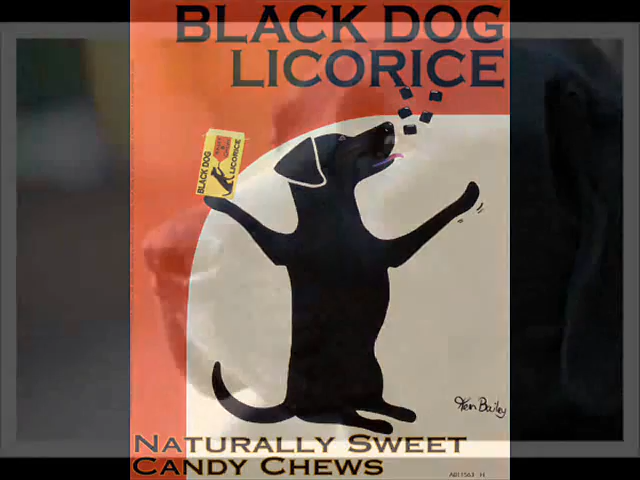 BLACK DOG
LICORICE
BLACK DOG
LICORICE
Ken Bailey
NATURALLY SWEET
CANDY CHEWS